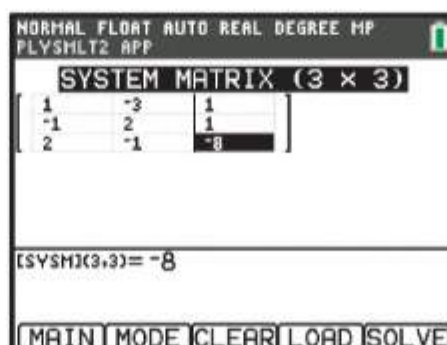 NORMAL FLOAT AUTO REAL DEGREE MP
PLYSMLT2 APP
SYSTEM MATRIX (3 × 3)
1 -3 1
-1 2 1
2 -1 -8
[SYSM](3,3)= -8
MAIN MODE CLEAR LOAD SOLVE